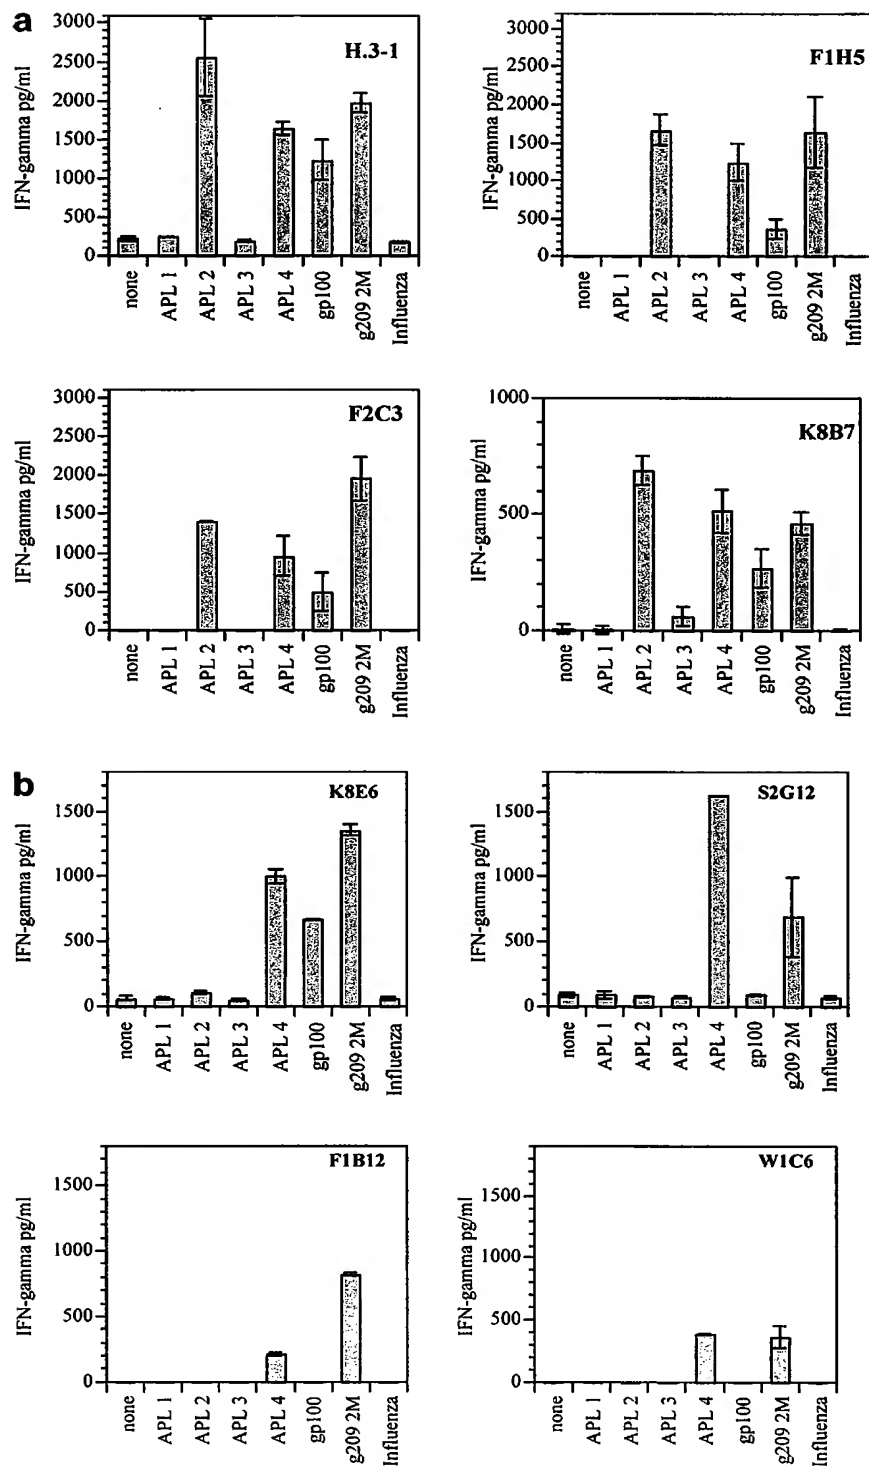 a
H.3-1
IFN-gamma pg/ml
3000
2500
2000
1500
1000
500
0
none
APL 1
APL 2
APL 3
APL 4
gp100
g209 2M
Influenza
F1H5
IFN-gamma pg/ml
3000
2500
2000
1500
1000
500
0
none
APL 1
APL 2
APL 3
APL 4
gp100
g209 2M
Influenza
F2C3
IFN-gamma pg/ml
3000
2500
2000
1500
1000
500
0
none
APL 1
APL 2
APL 3
APL 4
gp100
g209 2M
Influenza
K8B7
IFN-gamma pg/ml
1000
500
0
none
APL 1
APL 2
APL 3
APL 4
gp100
g209 2M
Influenza
b
K8E6
IFN-gamma pg/ml
1500
1000
500
0
none
APL 1
APL 2
APL 3
APL 4
gp100
g209 2M
Influenza
S2G12
IFN-gamma pg/ml
1500
1000
500
0
none
APL 1
APL 2
APL 3
APL 4
gp100
g209 2M
Influenza
F1B12
IFN-gamma pg/ml
1500
1000
500
0
none
APL 1
APL 2
APL 3
APL 4
gp100
g209 2M
Influenza
W1C6
IFN-gamma pg/ml
1500
1000
500
0
none
APL 1
APL 2
APL 3
APL 4
gp100
g209 2M
Influenza